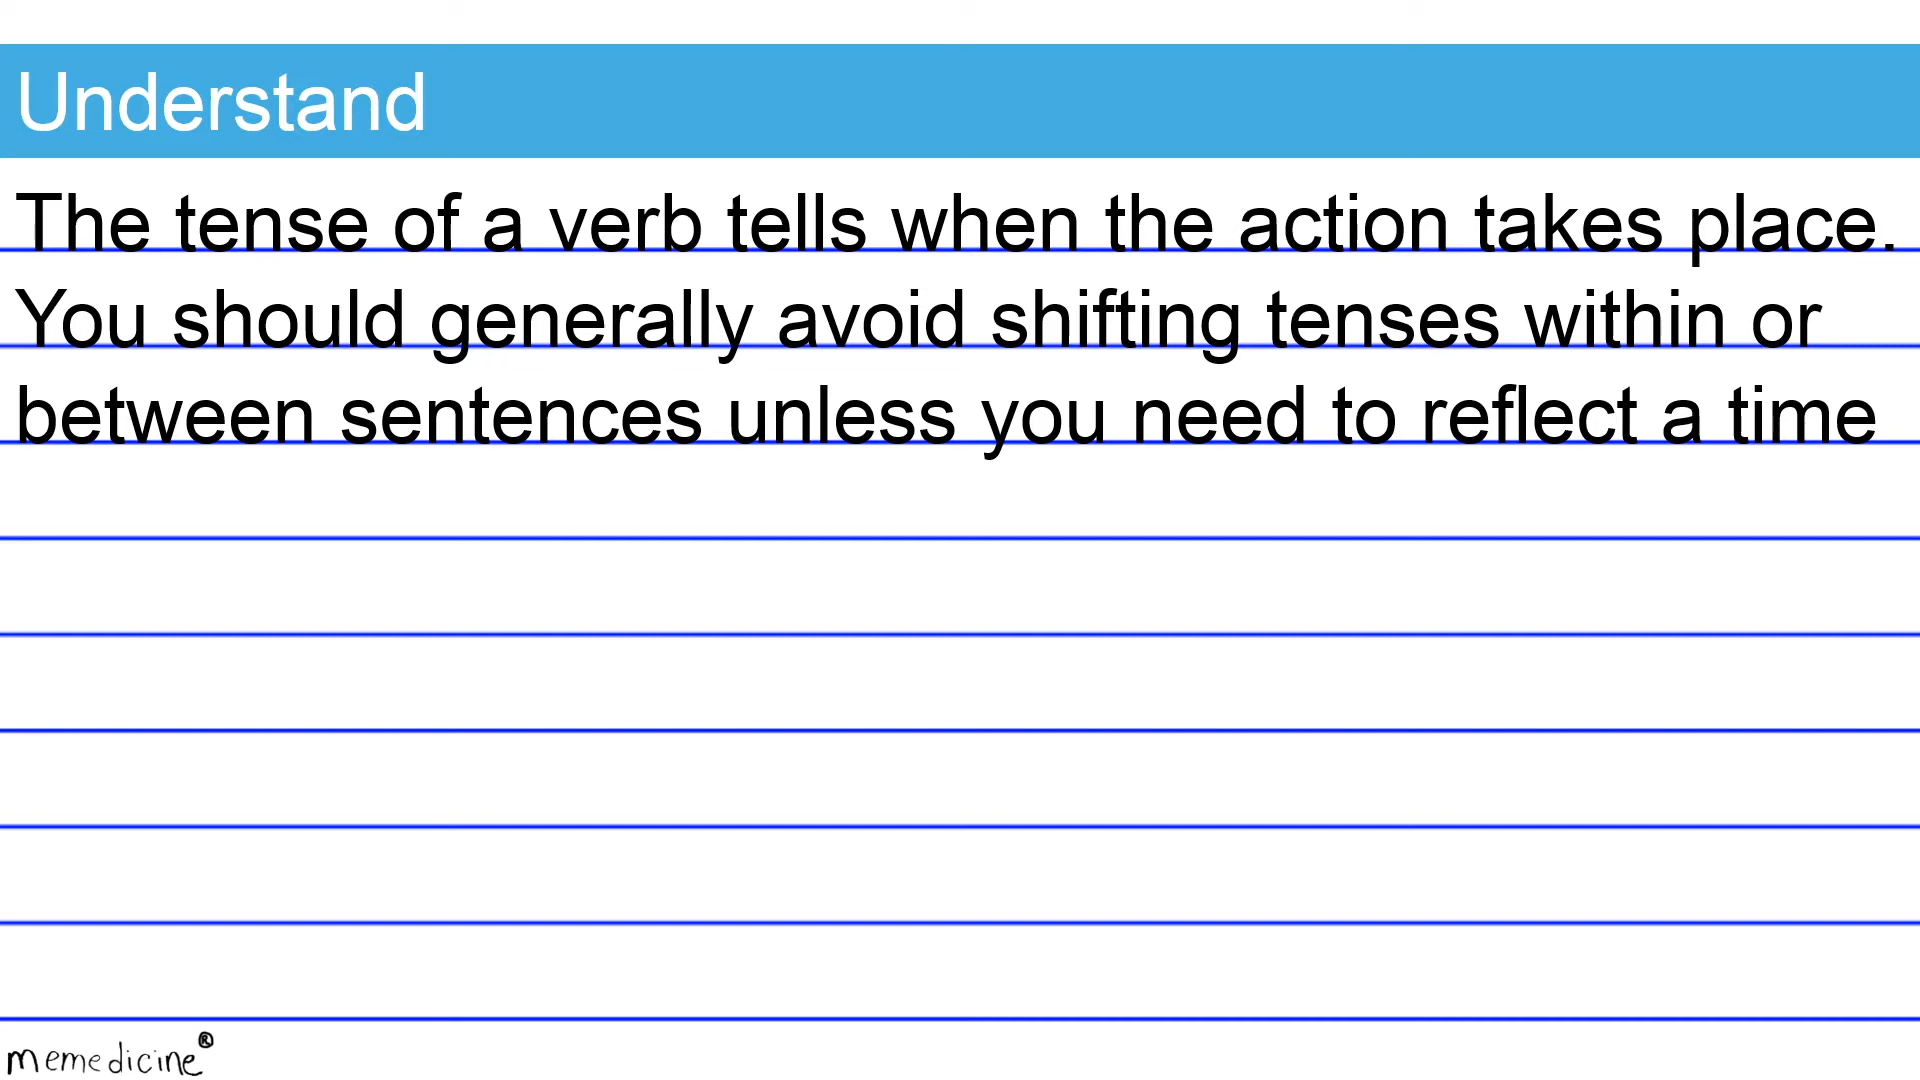 Understand
The tense of a verb tells when the action takes place.
You should generally avoid shifting tenses within or
between sentences unless you need to reflect a time
memedicine®